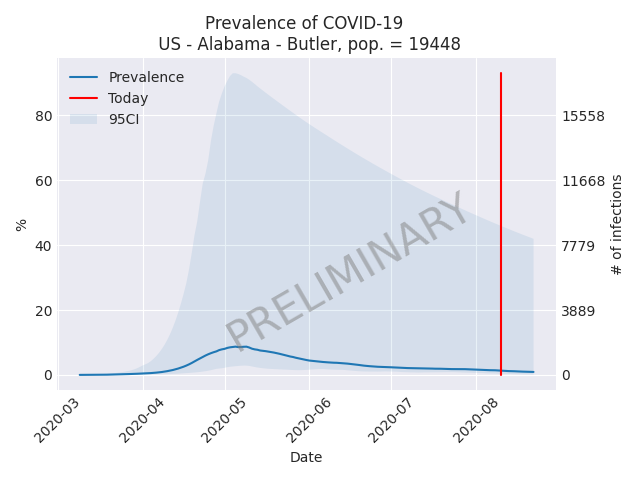 Prevalence of COVID-19
US - Alabama - Butler, pop. = 19448
Prevalence
Today
95CI
80
60
40
20
0
%
15558
11668
7779
3889
0
# of infections
PRELIMINARY
2020-03
2020-04
2020-05
2020-06
2020-07
2020-08
Date